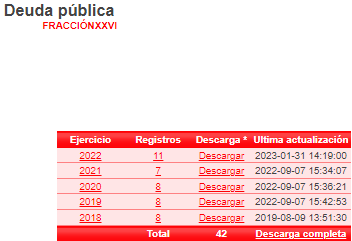 Deuda pública
FRACCIÓNXXVI
Ejercicio Registros Descarga * Ultima actualización
2022 11 Descargar 2023-01-31 14:19:00
2021 7 Descargar 2022-09-07 15:34:07
2020 8 Descargar 2022-09-07 15:36:21
2019 8 Descargar 2022-09-07 15:42:53
2018 8 Descargar 2019-08-09 13:51:30
Total 42 Descarga completa